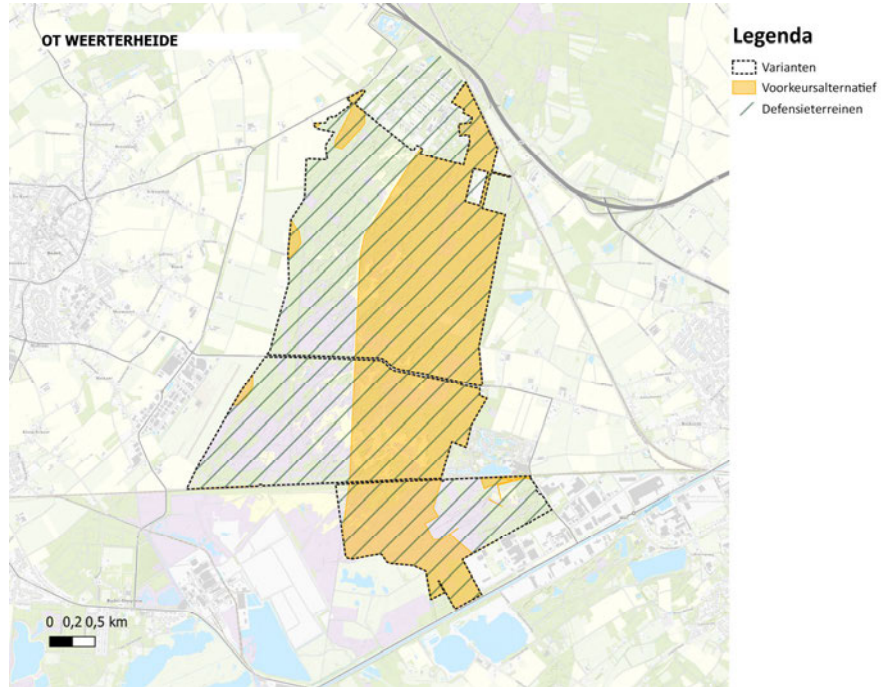 OT WEERTERHEIDE
Legenda
Varianten
Voorkeursalternatief
Defensieterreinen
0 0,2 0,5 km